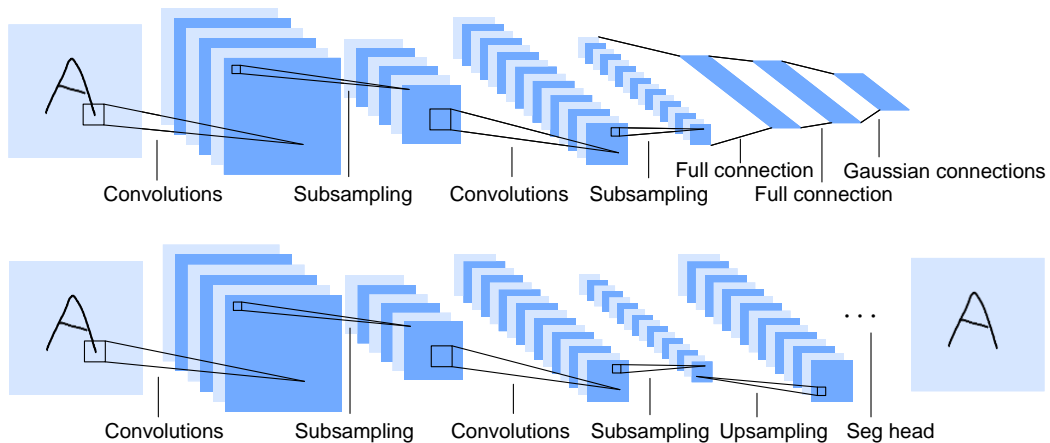 A
Convolutions
Subsampling
Convolutions
Subsampling
Full connection
Full connection
Gaussian connections
A
Convolutions
Subsampling
Convolutions
Subsampling
Upsampling
...
Seg head
A